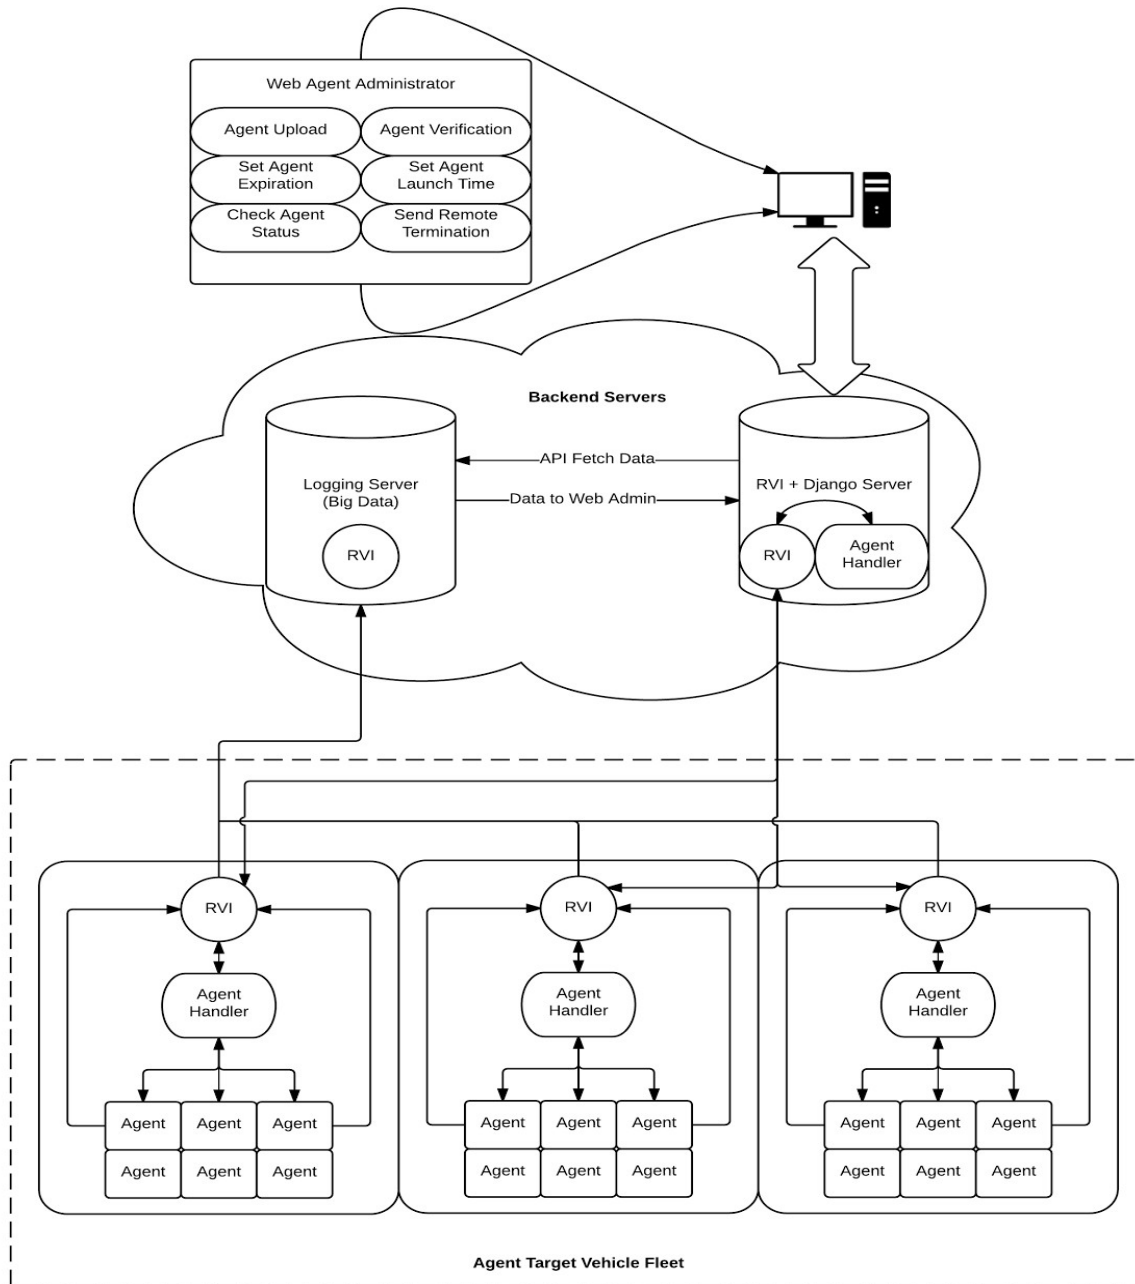 Web Agent Administrator
Agent Upload
Agent Verification
Set Agent
Expiration
Set Agent
Launch Time
Check Agent
Status
Send Remote
Termination
Backend Servers
API Fetch Data
Logging Server
(Big Data)
RVI + Django Server
Data to Web Admin
RVI
RVI
Agent
Handler
RVI
RVI
RVI
Agent
Handler
Agent
Handler
Agent
Handler
Agent Agent Agent
Agent Agent Agent
Agent Agent Agent
Agent Agent Agent
Agent Agent Agent
Agent Agent Agent
Agent Target Vehicle Fleet